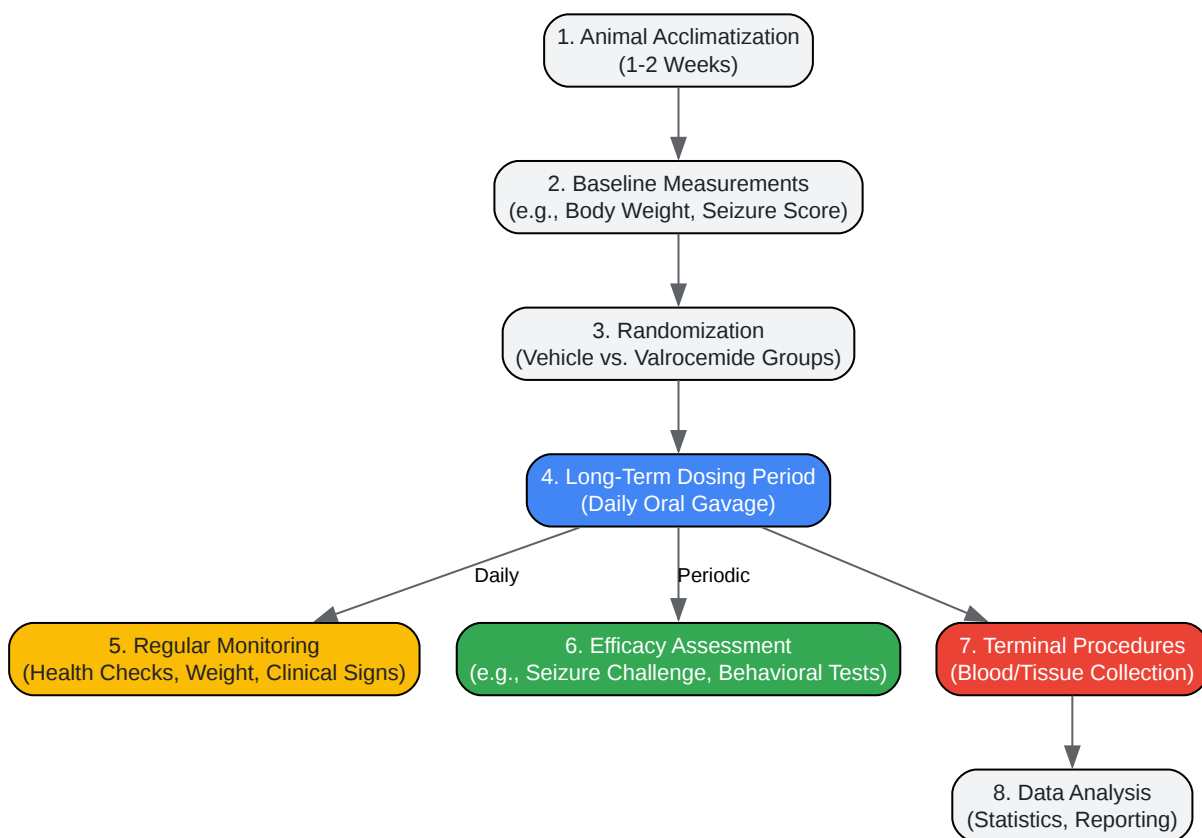 1. Animal Acclimatization
(1-2 Weeks)
2. Baseline Measurements
(e.g., Body Weight, Seizure Score)
3. Randomization
(Vehicle vs. Valrocemide Groups)
4. Long-Term Dosing Period
(Daily Oral Gavage)
Daily
Periodic
5. Regular Monitoring
(Health Checks, Weight, Clinical Signs)
6. Efficacy Assessment
(e.g., Seizure Challenge, Behavioral Tests)
7. Terminal Procedures
(Blood/Tissue Collection)
8. Data Analysis
(Statistics, Reporting)